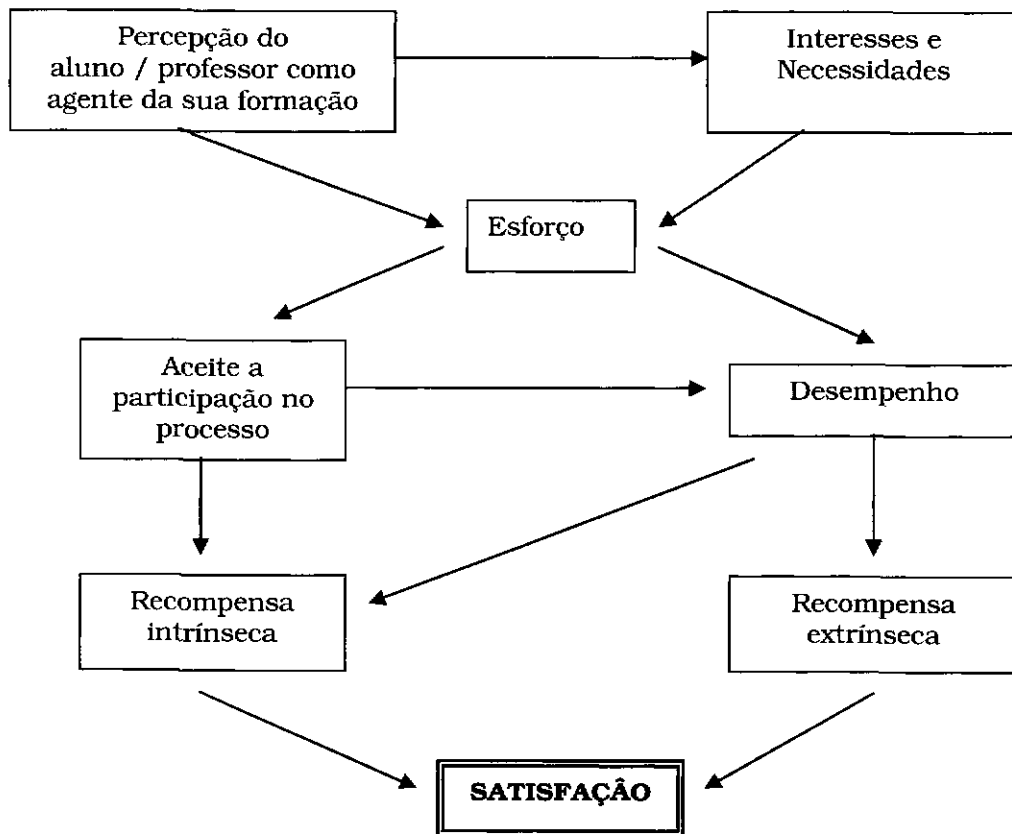 Percepção do
aluno / professor como
agente da sua formação
Interesses e
Necessidades
Esforço
Aceite a
participação no
processo
Desempenho
Recompensa
intrínseca
Recompensa
extrínseca
SATISFAÇÃO